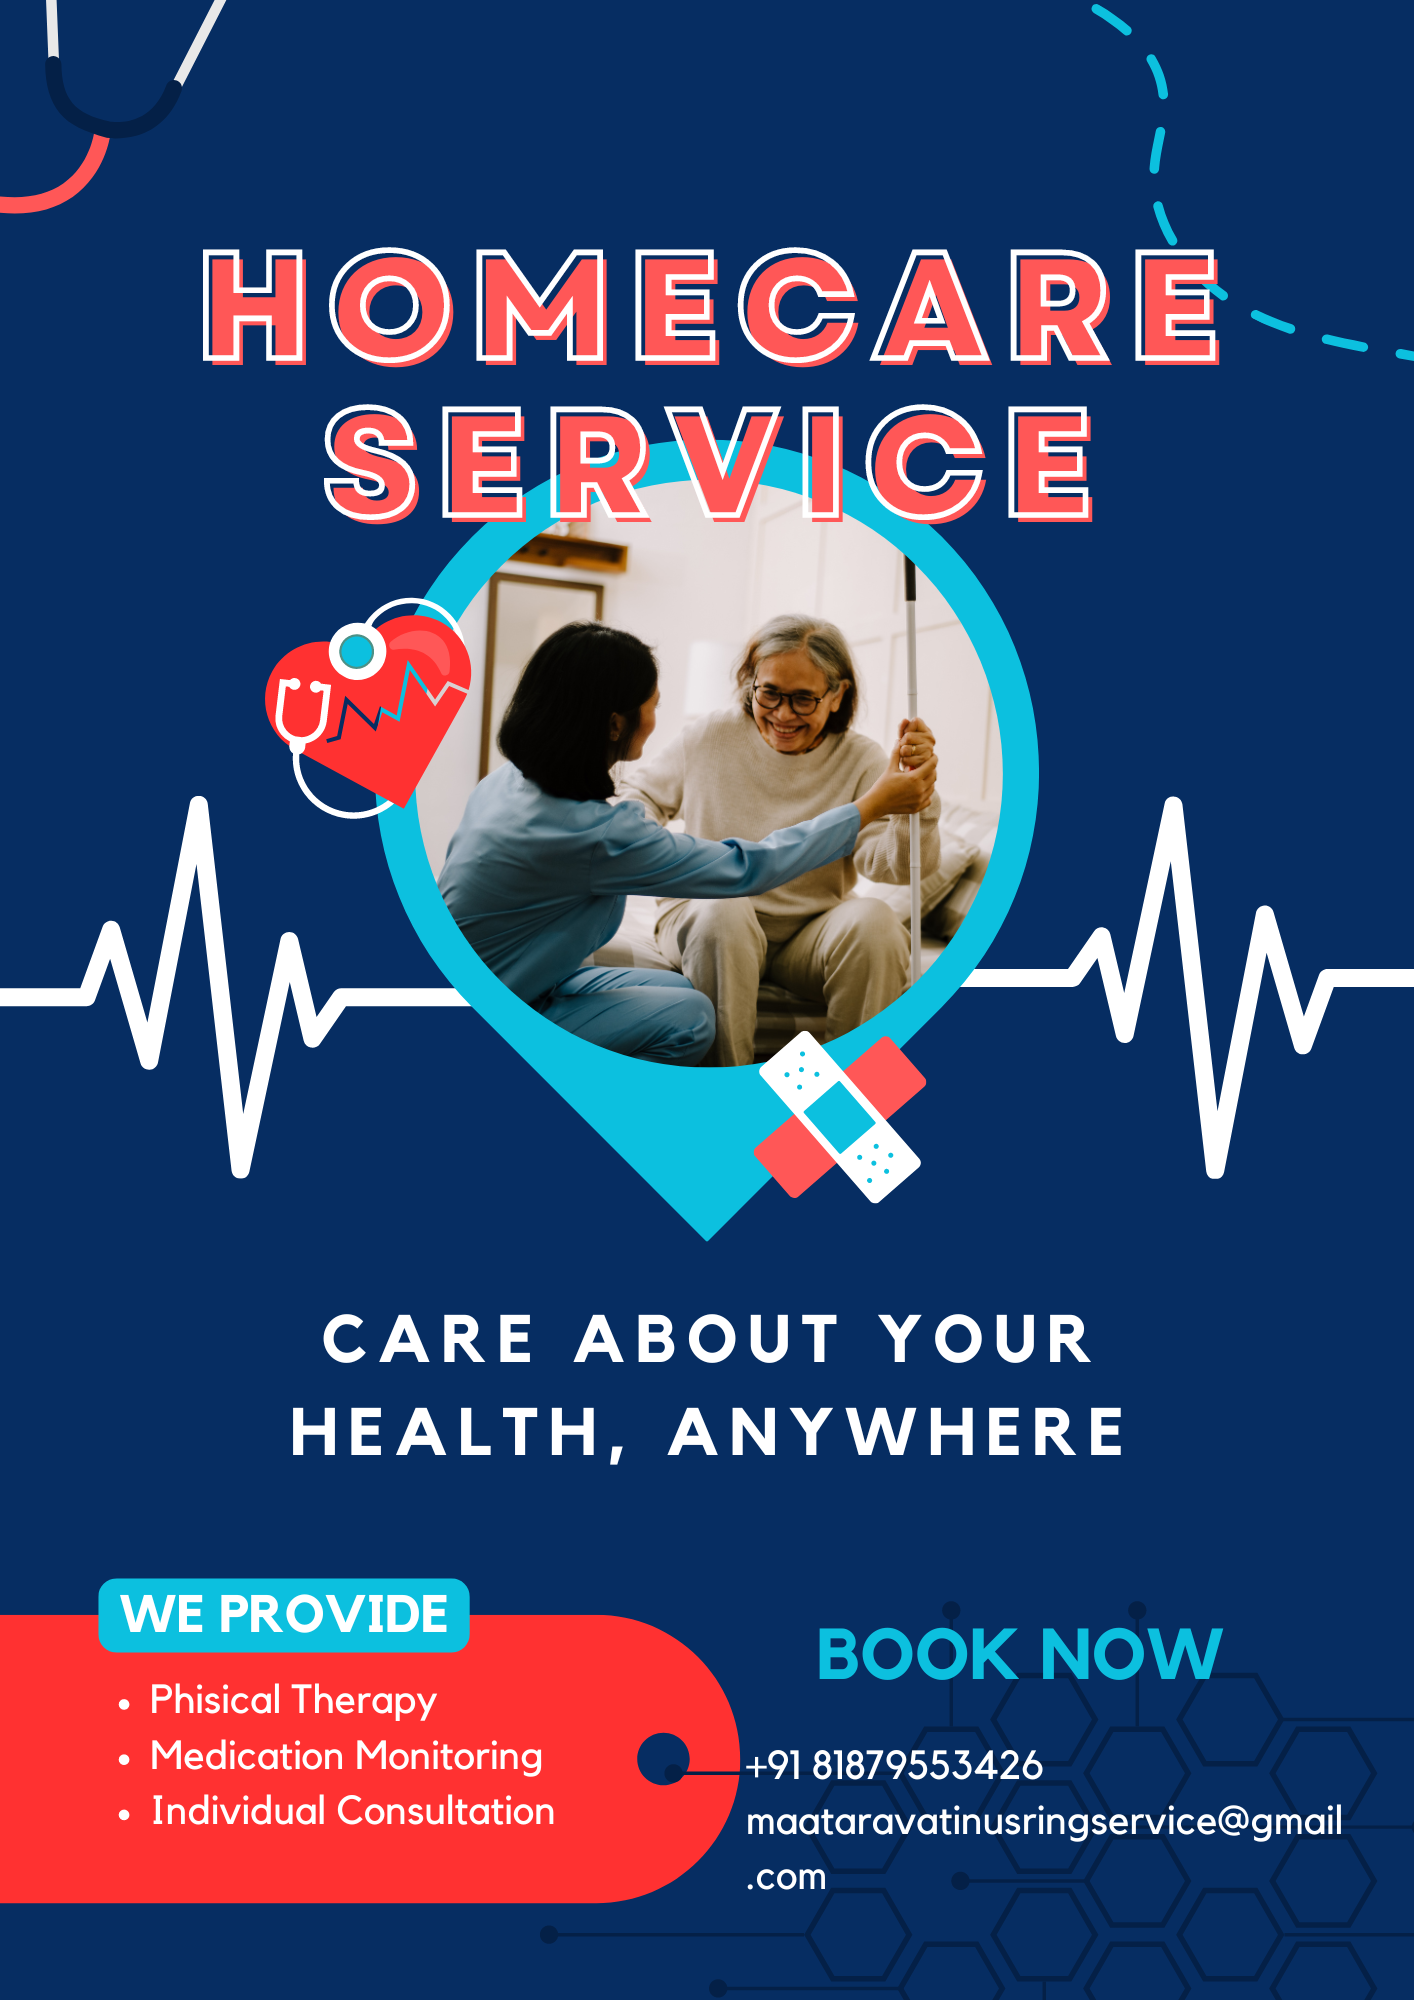 HOMECARE
SERVICE
CARE ABOUT YOUR
HEALTH, ANYWHERE
WE PROVIDE
• Phisical Therapy
• Medication Monitoring
• Individual Consultation
BOOK NOW
+91 81879553426
maataravatinusringservice@gmail
.com